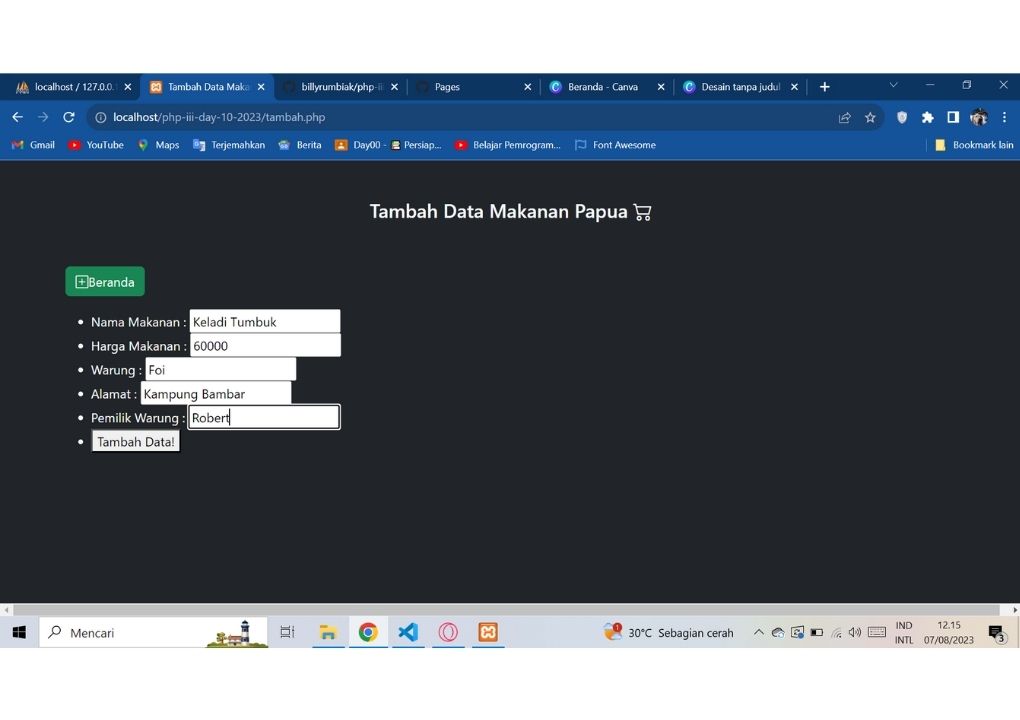 localhost / 127.0.0.1
Tambah Data Maka
billyrumbiak/php-ii
Pages
Beranda - Canva
Desain tanpa judul
localhost/php-iii-day-10-2023/tambah.php
Gmail
YouTube
Maps
Terjemahkan
Berita
Day00 - Persiap...
Belajar Pemrogram...
Font Awesome
Bookmark lain
Tambah Data Makanan Papua
Beranda
Nama Makanan : Keladi Tumbuk
Harga Makanan : 60000
Warung : Foi
Alamat : Kampung Bambar
Pemilik Warung : Robert
Tambah Data!
Mencari
30°C Sebagian cerah
IND
INTL
12.15
07/08/2023
3